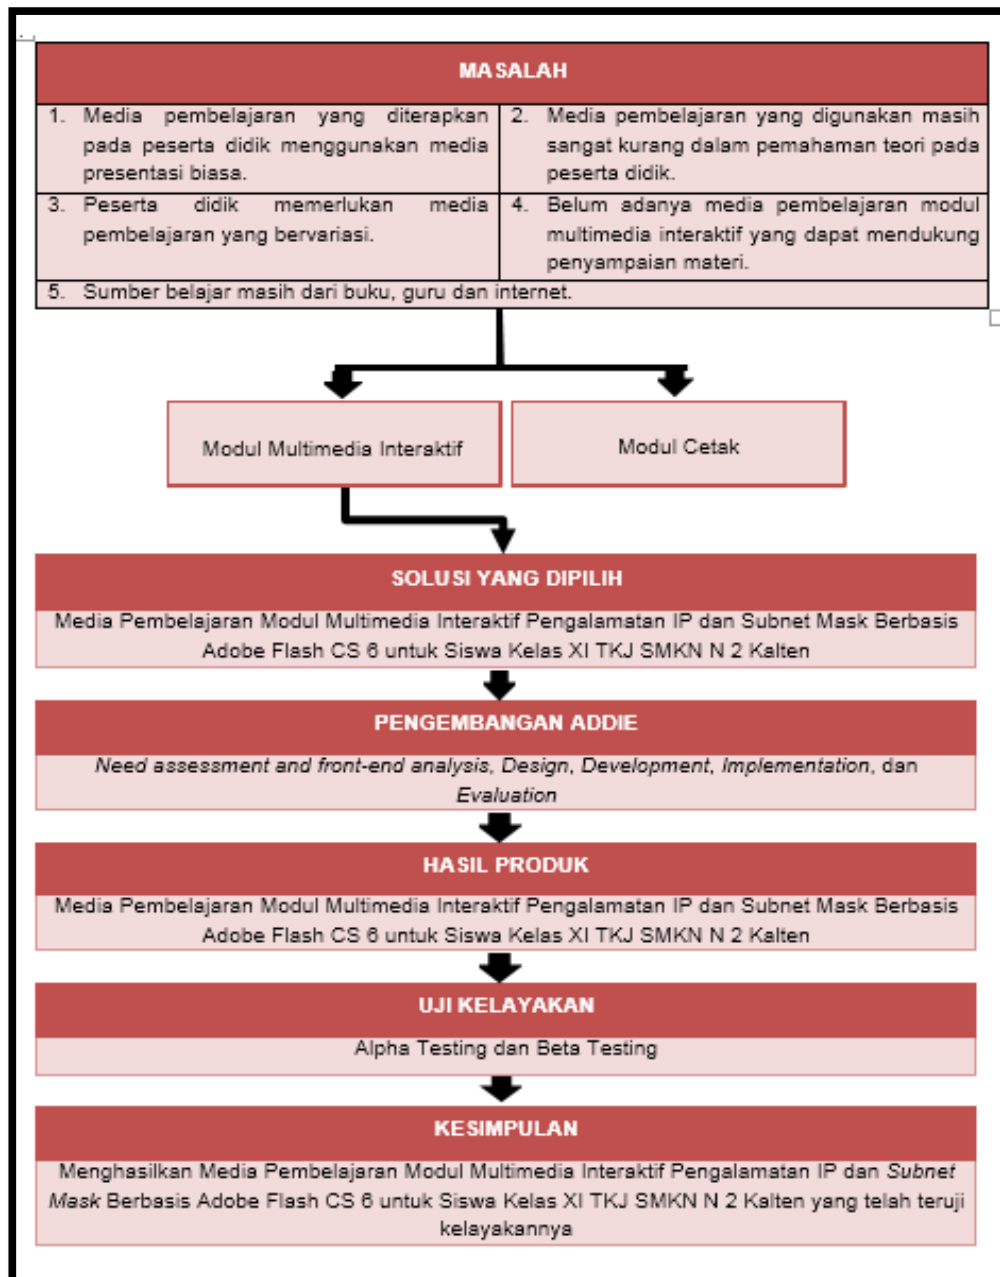 MASALAH
1. Media pembelajaran yang diterapkan
pada peserta didik menggunakan media
presentasi biasa.
2. Media pembelajaran yang digunakan masih
sangat kurang dalam pemahaman teori pada
peserta didik.
3. Peserta didik memerlukan media
pembelajaran yang bervariasi.
4. Belum adanya media pembelajaran modul
multimedia interaktif yang dapat mendukung
penyampaian materi.
5. Sumber belajar masih dari buku, guru dan internet.
Modul Multimedia Interaktif
Modul Cetak
SOLUSI YANG DIPILIH
Media Pembelajaran Modul Multimedia Interaktif Pengalamatan IP dan Subnet Mask Berbasis
Adobe Flash CS 6 untuk Siswa Kelas XI TKJ SMKN N 2 Kalten
PENGEMBANGAN ADDIE
Need assessment and front-end analysis, Design, Development, Implementation, dan
Evaluation
HASIL PRODUK
Media Pembelajaran Modul Multimedia Interaktif Pengalamatan IP dan Subnet Mask Berbasis
Adobe Flash CS 6 untuk Siswa Kelas XI TKJ SMKN N 2 Kalten
UJI KELAYAKAN
Alpha Testing dan Beta Testing
KESIMPULAN
Menghasilkan Media Pembelajaran Modul Multimedia Interaktif Pengalamatan IP dan Subnet
Mask Berbasis Adobe Flash CS 6 untuk Siswa Kelas XI TKJ SMKN N 2 Kalten yang telah teruji
kelayakannya